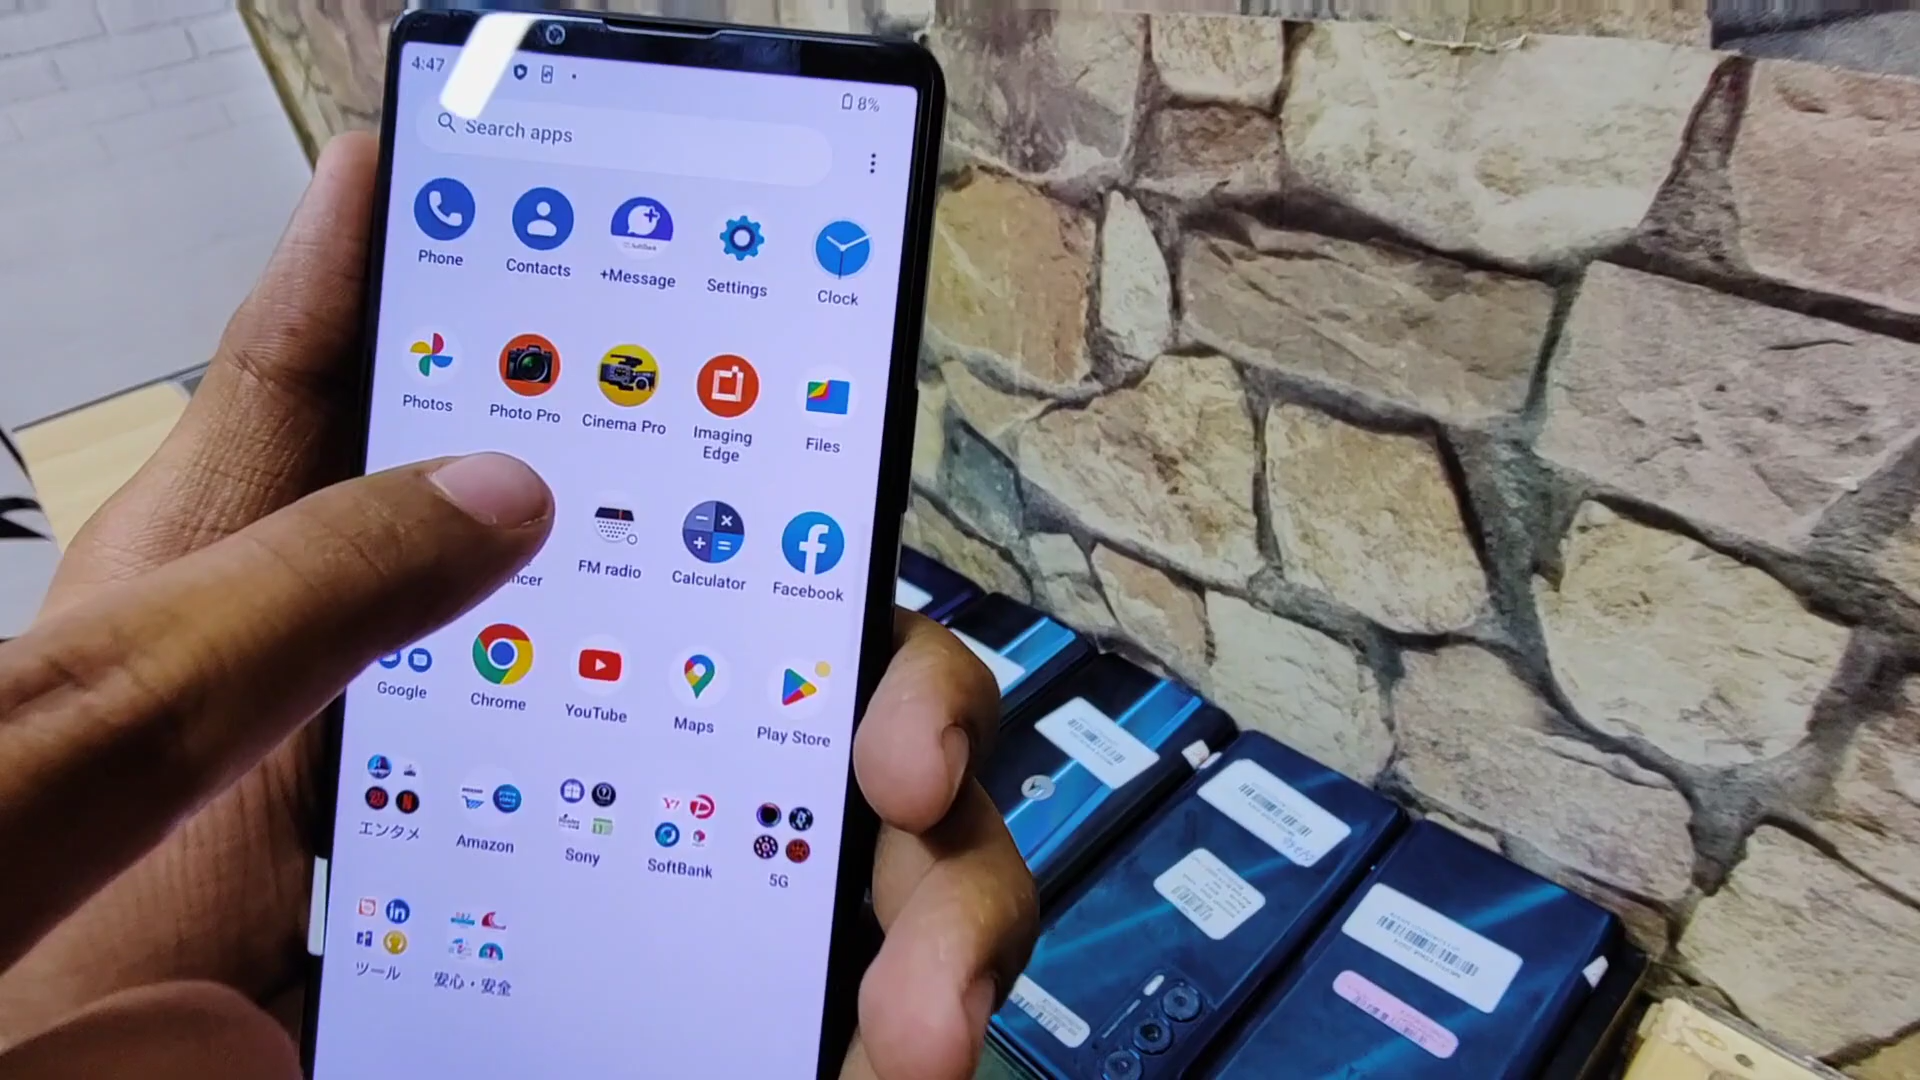 4:47
8%
Search apps
Phone
Contacts
+Message
Settings
Clock
Photos
Photo Pro
Cinema Pro
Imaging
Edge
Files
FM radio
Calculator
Facebook
Google
Chrome
YouTube
Maps
Play Store
エンタメ
Amazon
Sony
SoftBank
5G
ツール
安心・安全